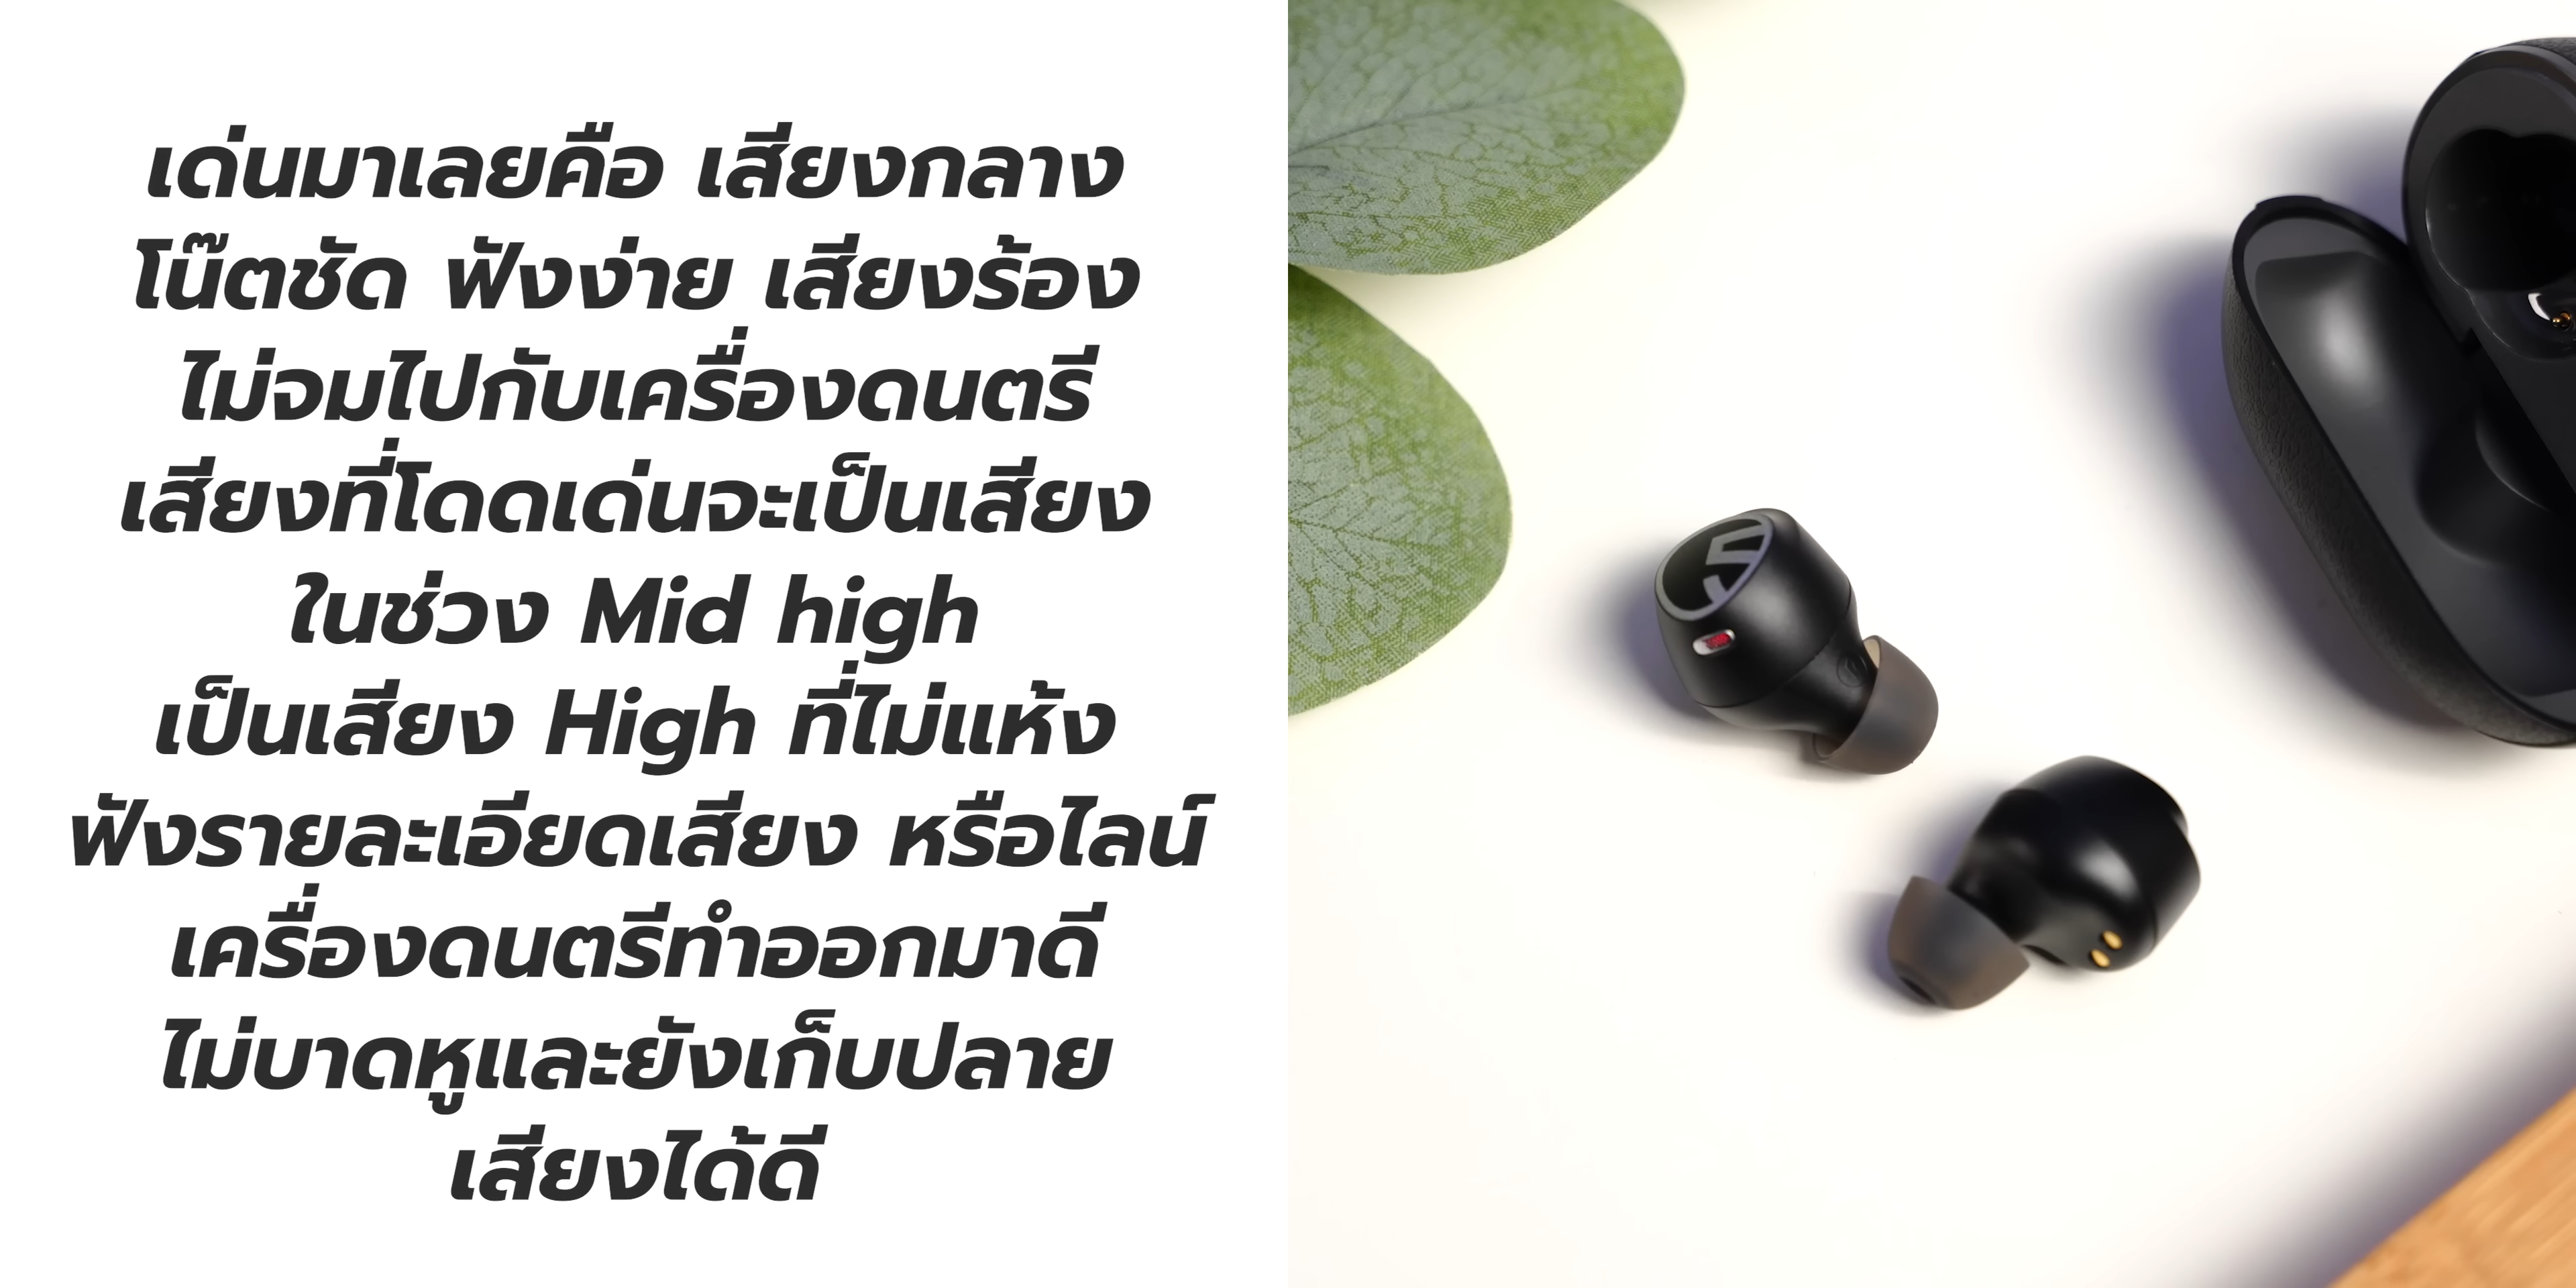 เด่นมาเลยคือ เสียงกลาง
โน๊ตชัด ฟังง่าย เสียงร้อง
ไม่จมไปกับเครื่องดนตรี
เสียงที่โดดเด่นจะเป็นเสียง
ในช่วง Mid high
เป็นเสียง High ที่ไม่แห้ง
ฟังรายละเอียดเสียง หรือไลน์
เครื่องดนตรีทำออกมาดี
ไม่บาดหูและยังเก็บปลาย
เสียงได้ดี